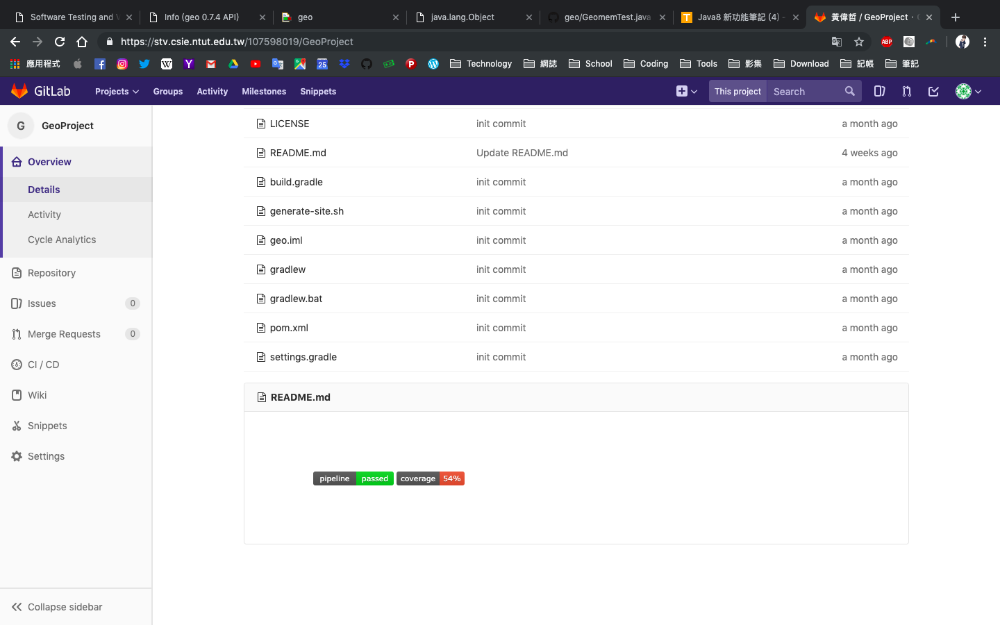 Software Testing and
Info (geo 0.7.4 API)
geo
java.lang.Object
geo/GeomemTest.java
Java8 新功能筆記 (4) -
黃偉哲 / GeoProject ·
https://stv.csie.ntut.edu.tw/107598019/GeoProject
ABP
應用程式
25
Technology
網誌
School
Coding
Tools
影集
Download
記帳
筆記
GitLab
Projects
Groups
Activity
Milestones
Snippets
This project
Search
G
GeoProject
Overview
Details
Activity
Cycle Analytics
Repository
Issues 0
Merge Requests 0
CI / CD
Wiki
Snippets
Settings
Collapse sidebar
LICENSE init commit a month ago
README.md Update README.md 4 weeks ago
build.gradle init commit a month ago
generate-site.sh init commit a month ago
geo.iml init commit a month ago
gradlew init commit a month ago
gradlew.bat init commit a month ago
pom.xml init commit a month ago
settings.gradle init commit a month ago
README.md
pipeline passed coverage 54%